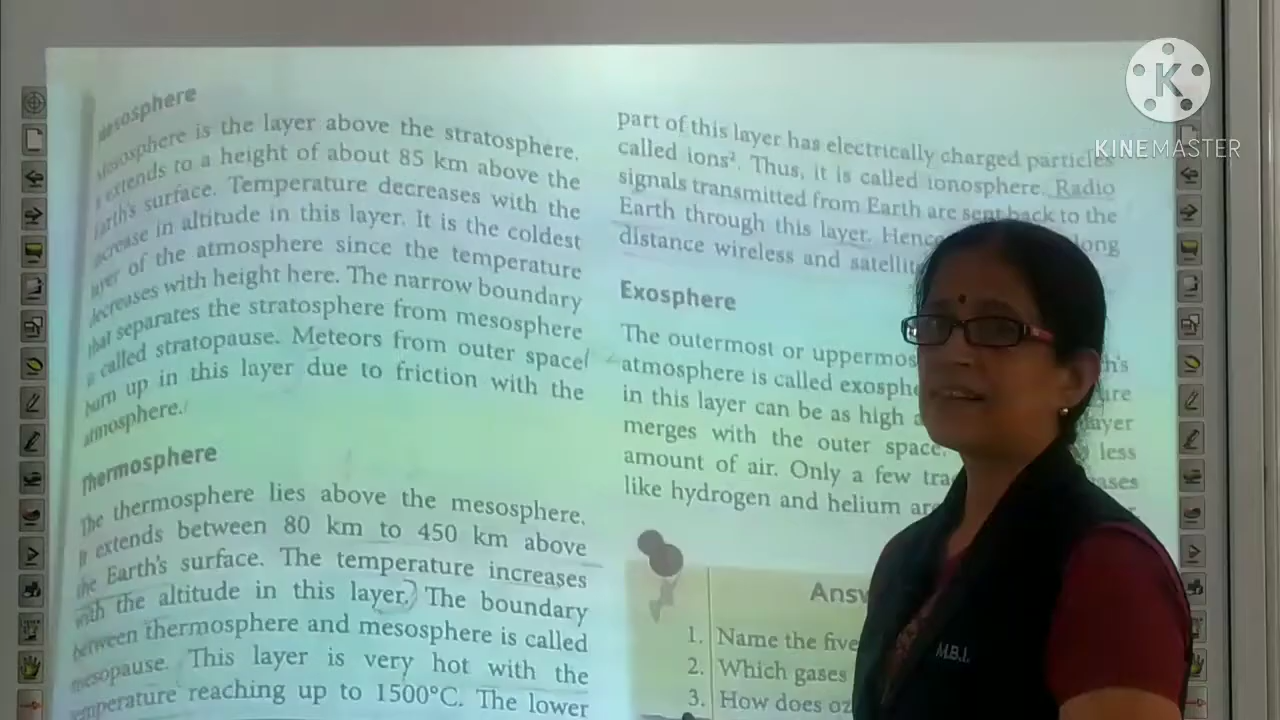 Mesosphere
Mesosphere is the layer above the stratosphere.
extends to a height of about 85 km above the
Earth's surface. Temperature decreases with the
increase in altitude in this layer. It is the coldest
layer of the atmosphere since the temperature
decreases with height here. The narrow boundary
that separates the stratosphere from mesosphere
is called stratopause. Meteors from outer space
burn up in this layer due to friction with the
atmosphere.
Thermosphere
The thermosphere lies above the mesosphere.
It extends between 80 km to 450 km above
the Earth's surface. The temperature increases
with the altitude in this layer. The boundary
between thermosphere and mesosphere is called
mesopause. This layer is very hot with the
temperature reaching up to 1500°C. The lower
part of this layer has electrically charged particles
called ions². Thus, it is called ionosphere. Radio
signals transmitted from Earth are sent back to the
Earth through this layer. Hence long
distance wireless and
Exosphere
The outermost or
atmosphere is called
in this layer can be as high layer
merges with the outer space. less
amount of air. Only a few
like hydrogen and helium
1. Name the five
2. Which gases
3. How does
M.B.I.
K
KINEMASTER